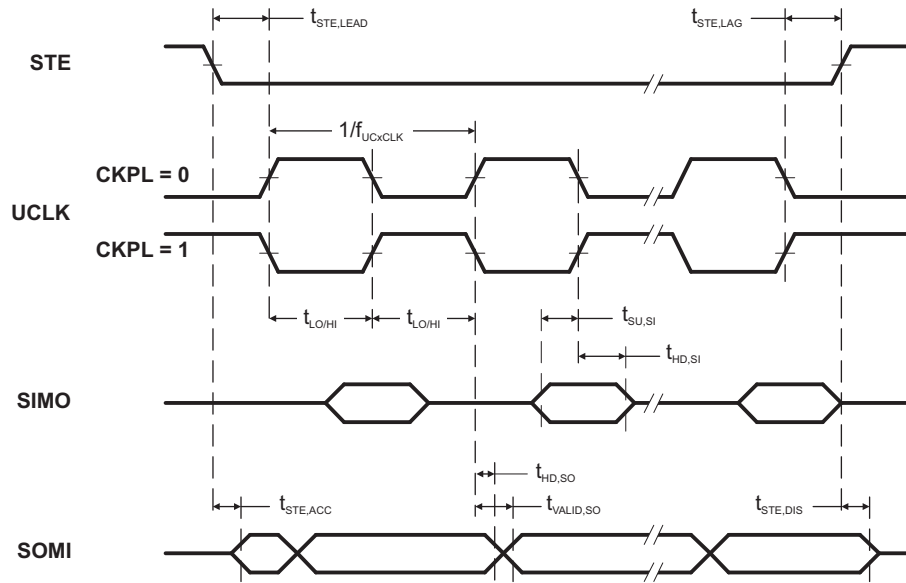 tSTE,LEAD
tSTE,LAG
STE
1/fUCxCLK
CKPL = 0
UCLK
CKPL = 1
tLO/HI tLO/HI
tSU,SI
tHD,SI
SIMO
tHD,SO
tSTE,ACC
tVALID,SO
tSTE,DIS
SOMI